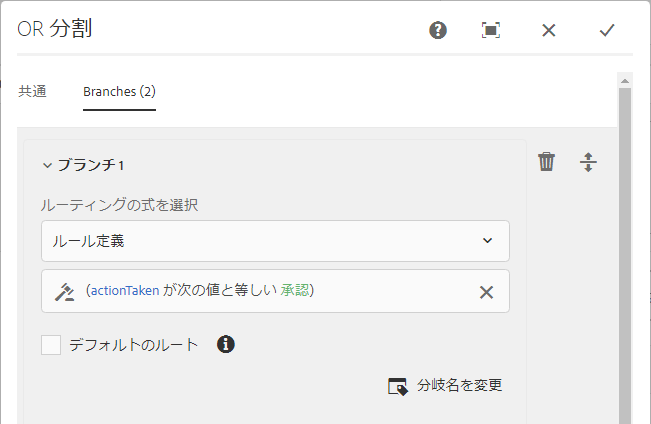 OR 分割
共通 Branches (2)
ブランチ1
ルーティングの式を選択
ルール定義
(actionTaken が次の値と等しい 承認)
デフォルトのルート
分岐名を変更